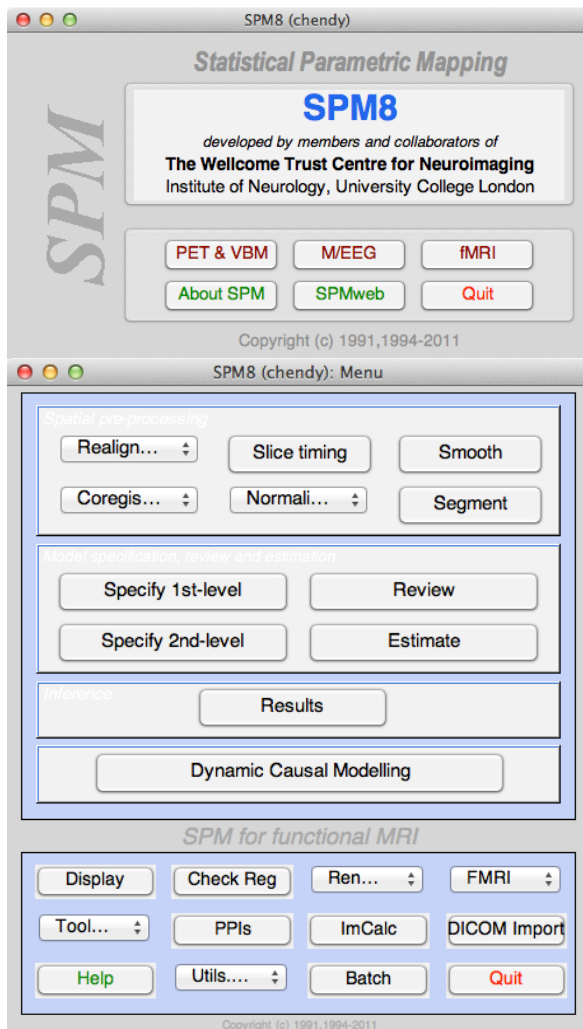 SPM8 (chendy)
Statistical Parametric Mapping
SPM
SPM8
developed by members and collaborators of
The Wellcome Trust Centre for Neuroimaging
Institute of Neurology, University College London
PET & VBM M/EEG fMRI
About SPM SPMweb Quit
Copyright (c) 1991,1994-2011
SPM8 (chendy): Menu
Spatial pre-processing
Realign... Slice timing Smooth
Coregis... Normali... Segment
Model specification, review and estimation
Specify 1st-level Review
Specify 2nd-level Estimate
Inference
Results
Dynamic Causal Modelling
SPM for functional MRI
Display Check Reg Ren... FMRI
Tool... PPIs ImCalc DICOM Import
Help Utils.... Batch Quit
Copyright (c) 1991,1994-2011